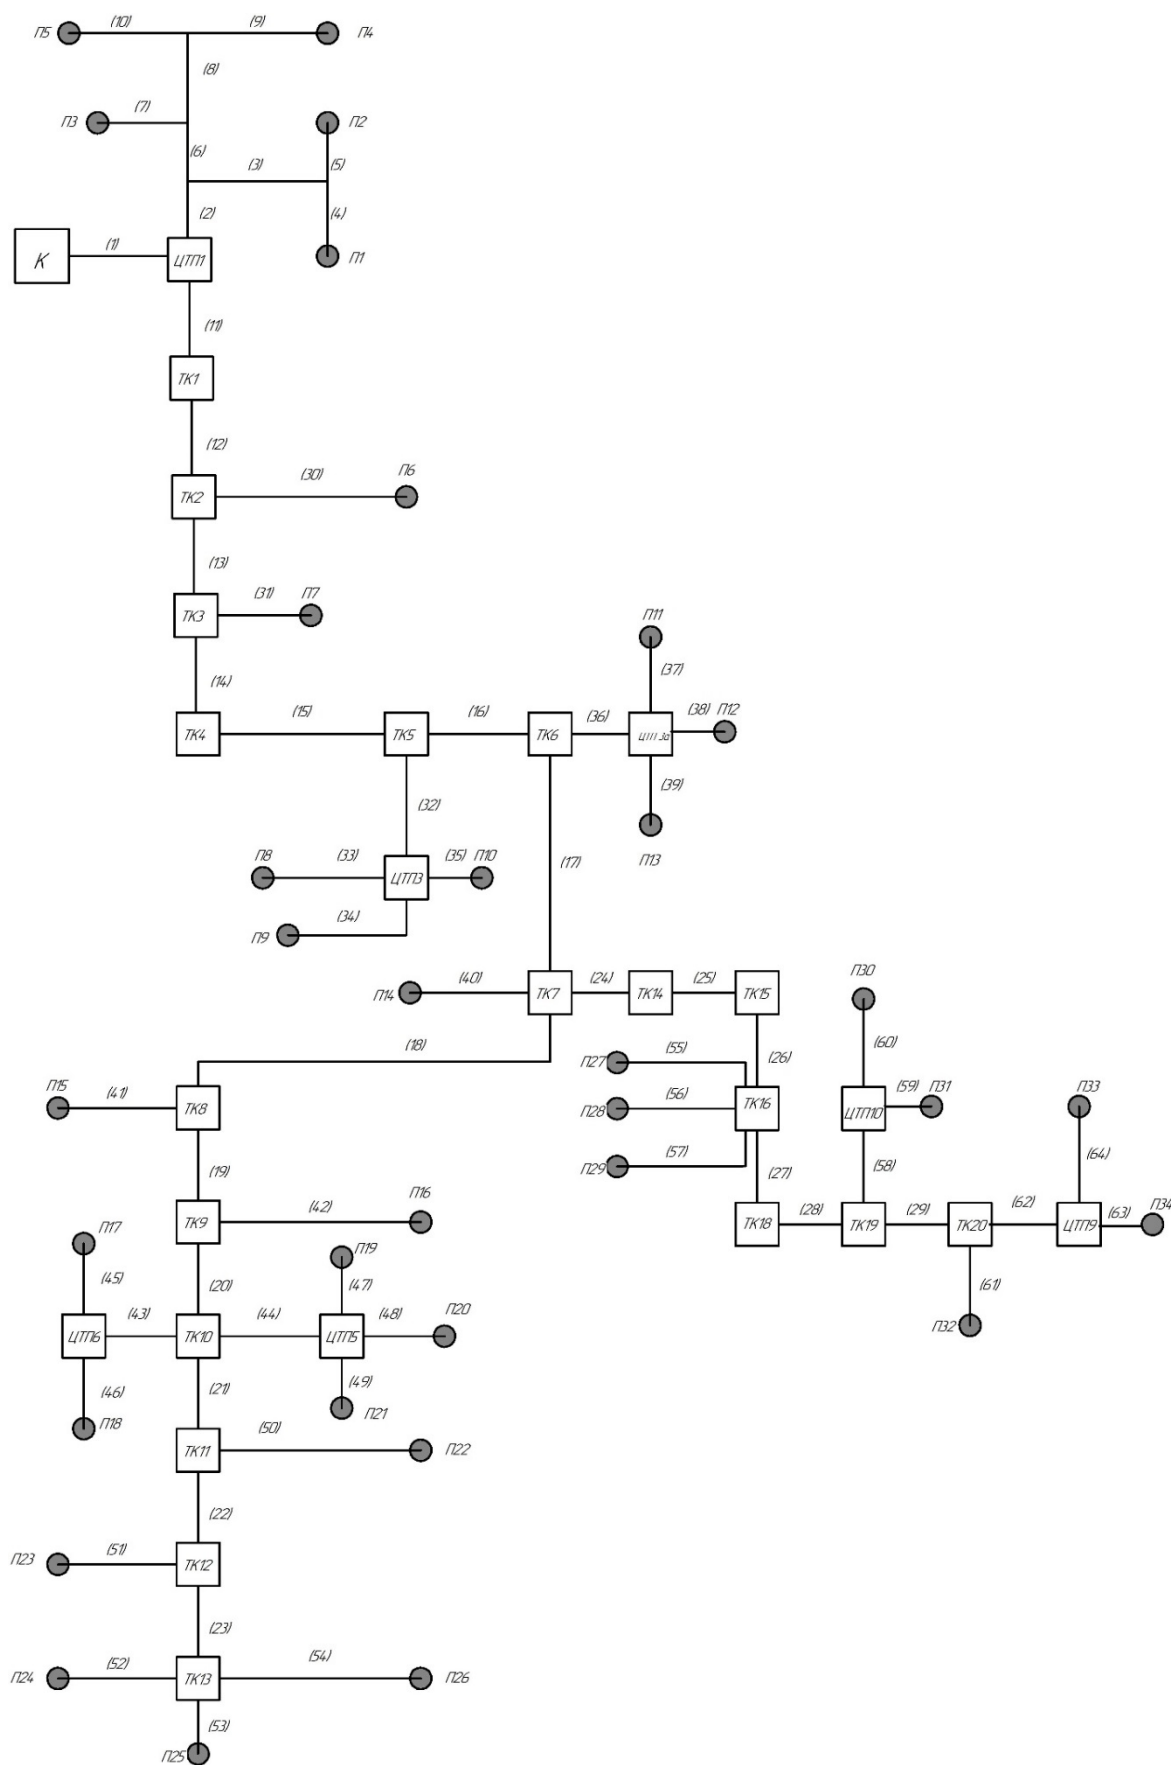 П5 (10) (9) П4
(8)
П3 (7) П2
(6) (3) (5)
(2) (4)
К (1) ЦТП1 П1
(11)
ТК1
(12)
ТК2 (30) П6
(13)
ТК3 (31) П7
П11
(14) (37)
ТК4 (15) ТК5 (16) ТК6 (36) ЦТП 3а (38) П12
(32) (39)
П8 (33) ЦТП3 (35) П10 (17) П13
П9 (34)
П14 (40) ТК7 (24) ТК14 (25) ТК15 П30
(18) (26) (60)
П27 (55)
П15 (41) ТК8 П28 (56) ТК16 ЦТП10 (59) П31 П33
П29 (57) (64)
(19) (27) (58)
П17 ТК9 (42) П16 ТК18 (28) ТК19 (29) ТК20 (62) ЦТП9 (63) П34
(45) (20) П19 (47) (61)
ЦТП6 (43) ТК10 (44) ЦТП5 (48) П20 П32
(46) (21) (49)
П18 П21
ТК11 (50) П22
(22)
П23 (51) ТК12
(23)
П24 (52) ТК13 (54) П26
(53)
П25